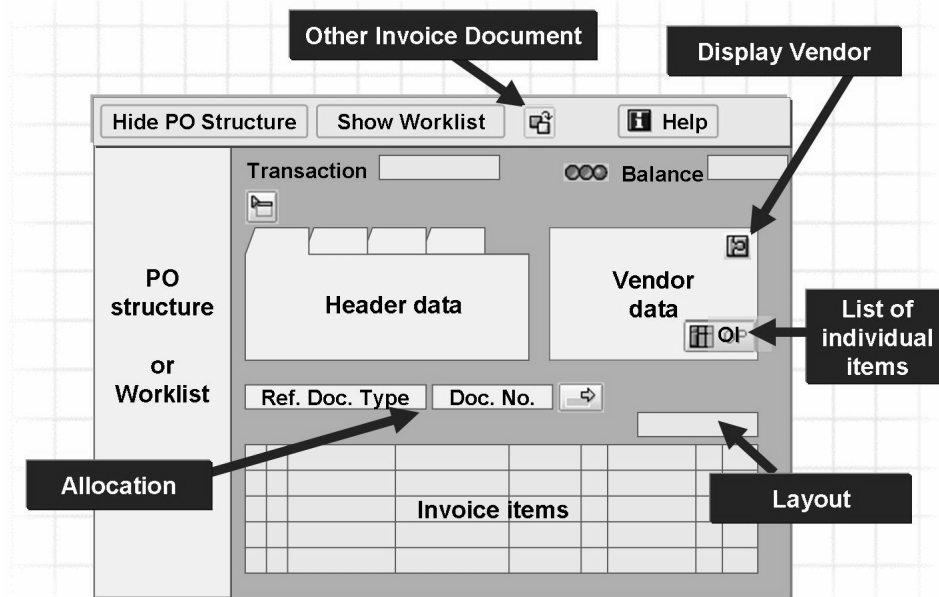 Other Invoice Document
Display Vendor
Hide PO Structure
Show Worklist
Help
Transaction
Balance
PO
structure
or
Worklist
Header data
Vendor
data
OP
List of
individual
items
Ref. Doc. Type
Doc. No.
Allocation
Invoice items
Layout